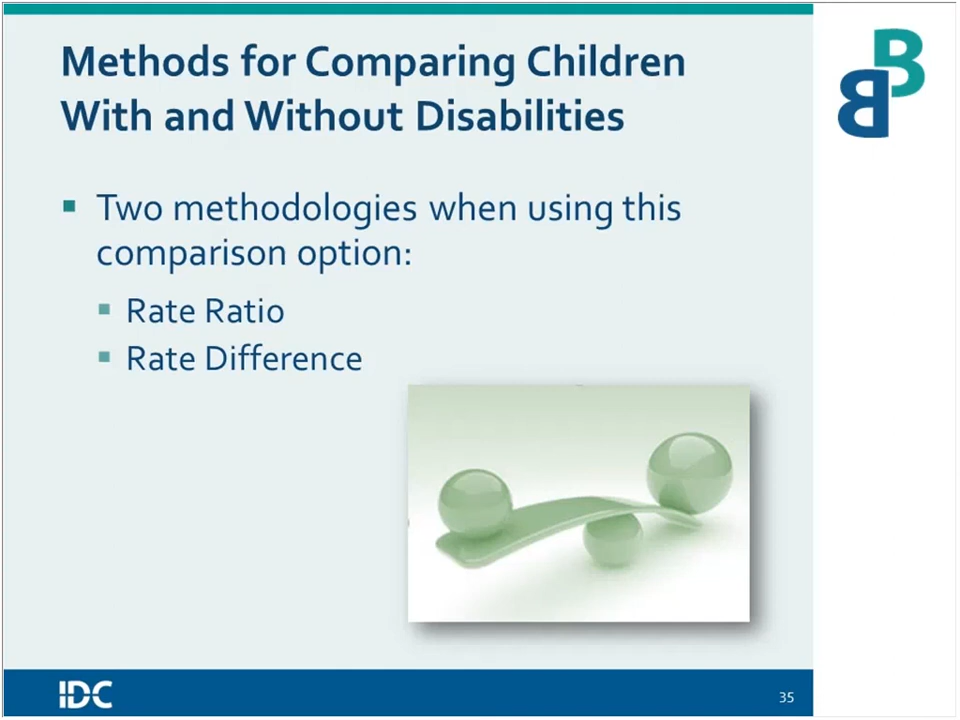 Methods for Comparing Children
With and Without Disabilities
B
B
Two methodologies when using this
comparison option:
Rate Ratio
Rate Difference
IDC
35